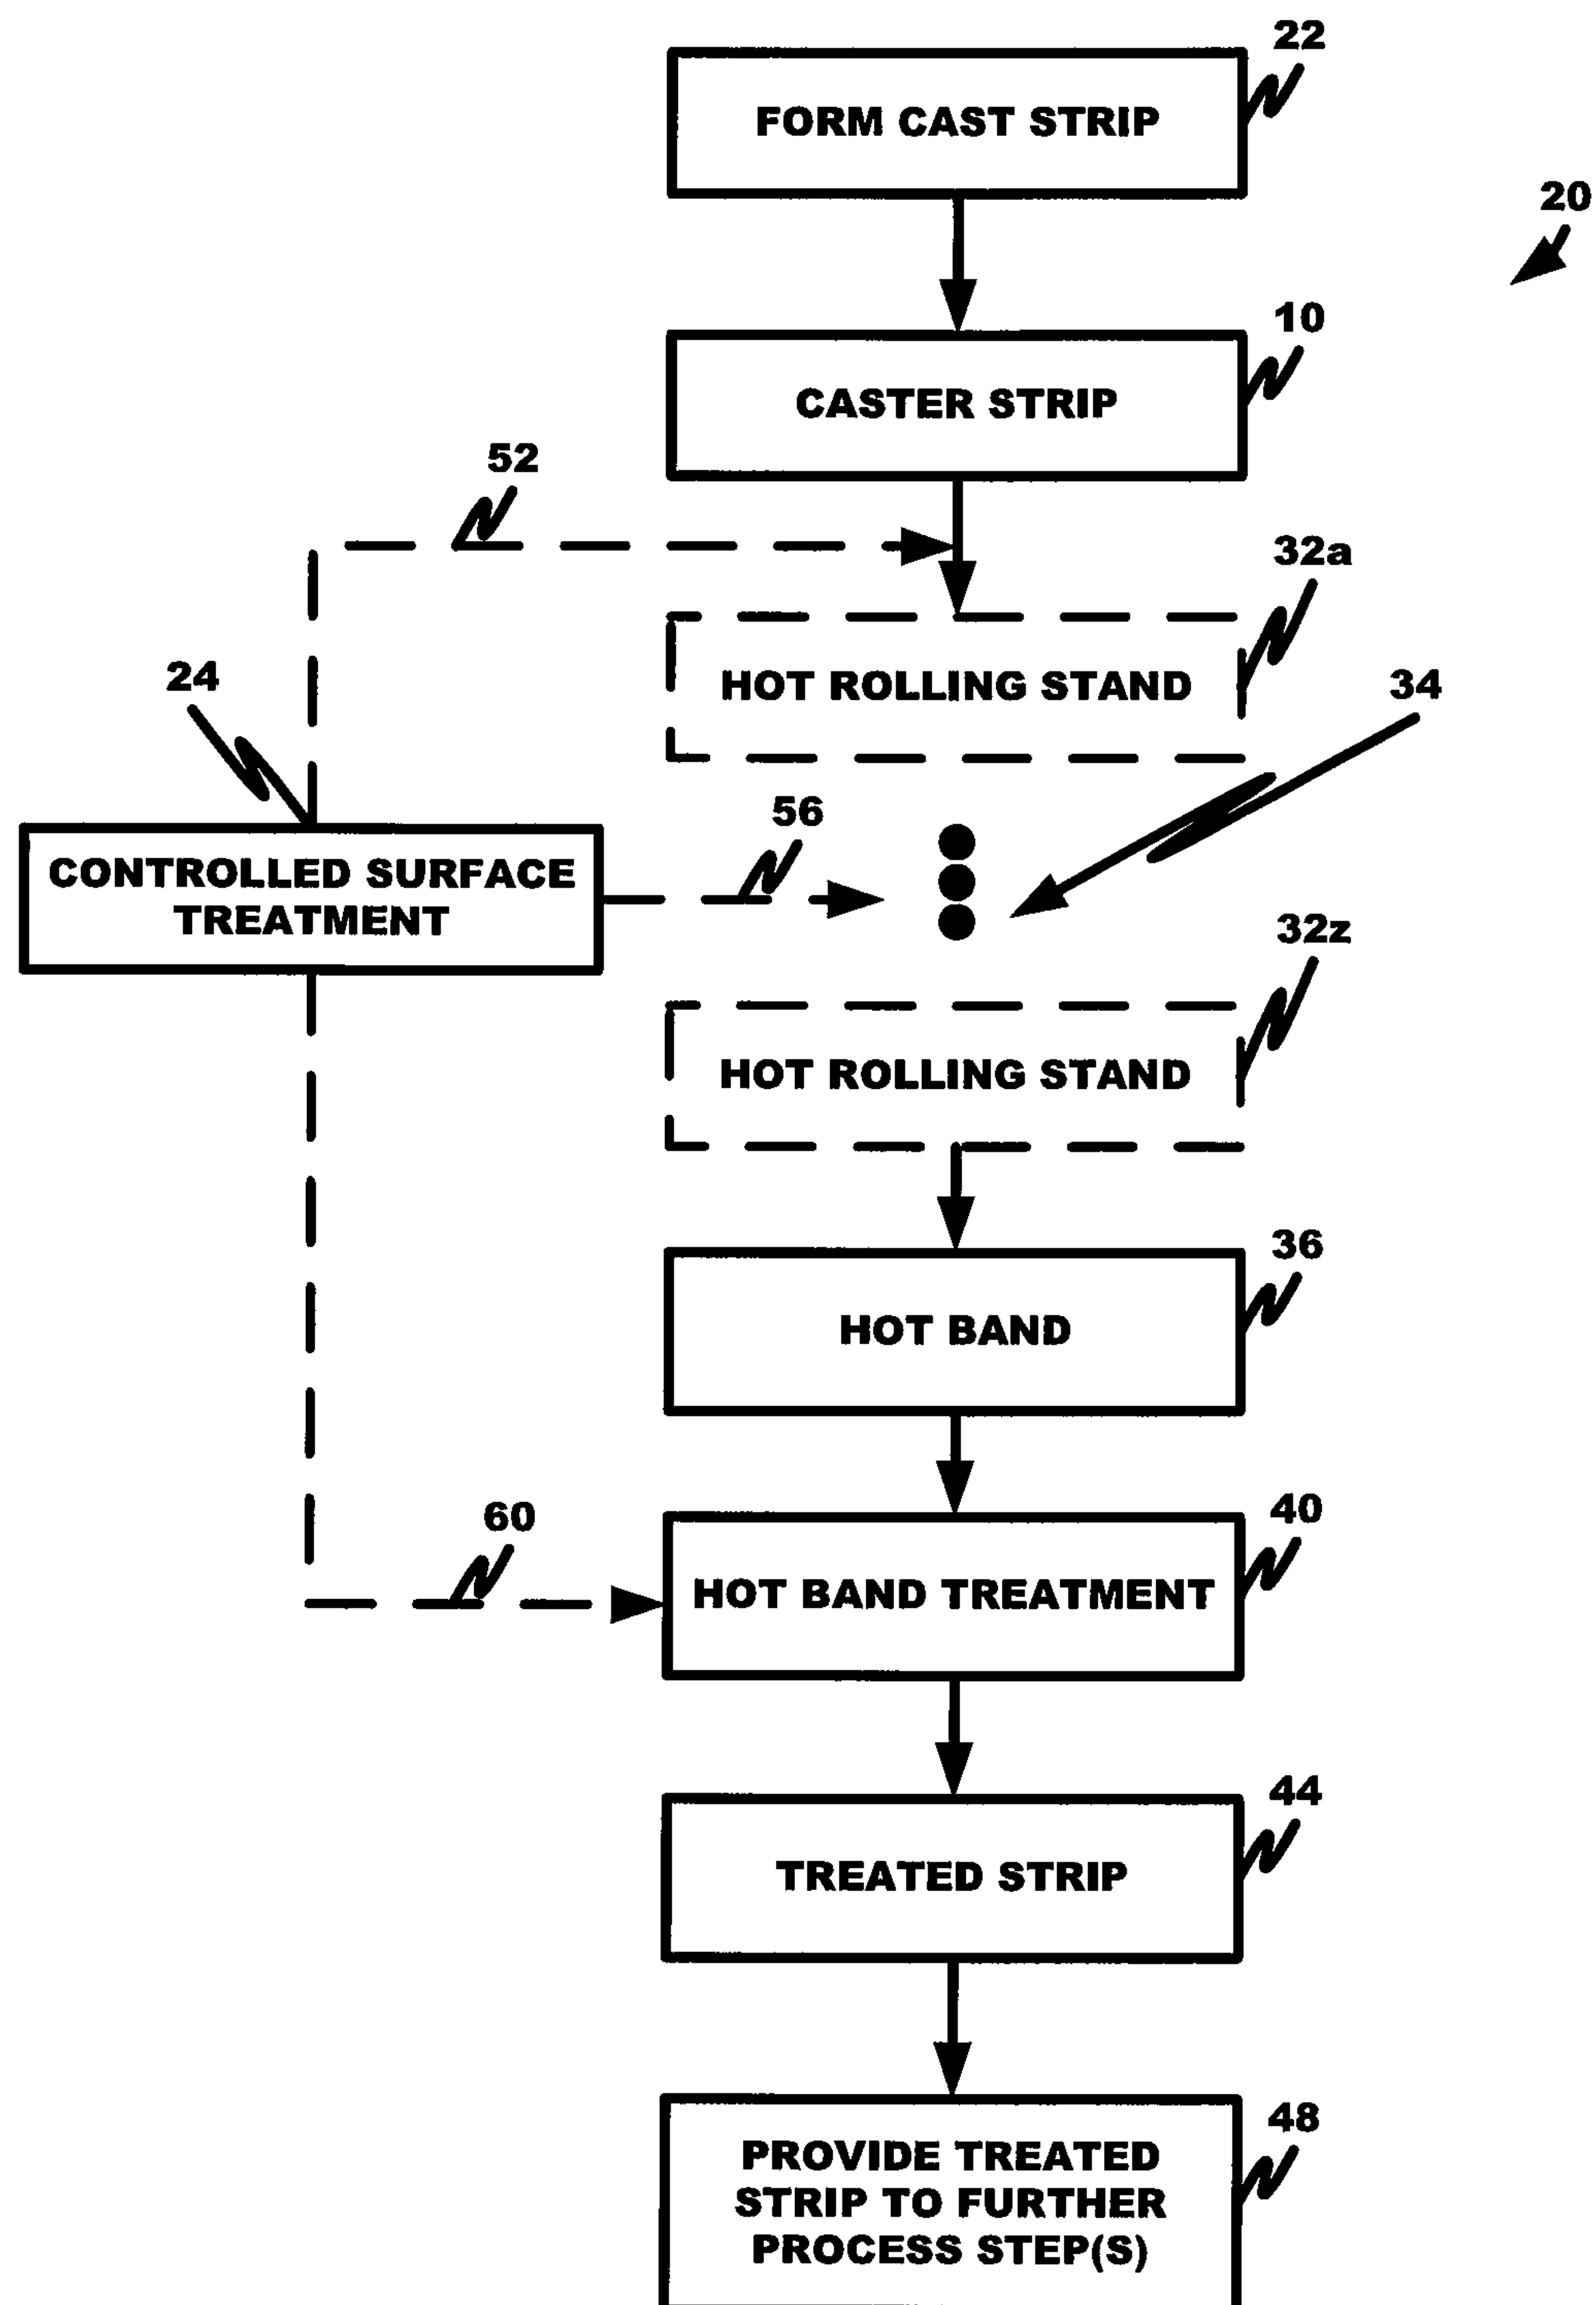 22
FORM CAST STRIP
20
10
CASTER STRIP
52
32a
HOT ROLLING STAND
24
34
56
CONTROLLED SURFACE
TREATMENT
32z
HOT ROLLING STAND
36
HOT BAND
40
60
HOT BAND TREATMENT
44
TREATED STRIP
48
PROVIDE TREATED
STRIP TO FURTHER
PROCESS STEP(S)